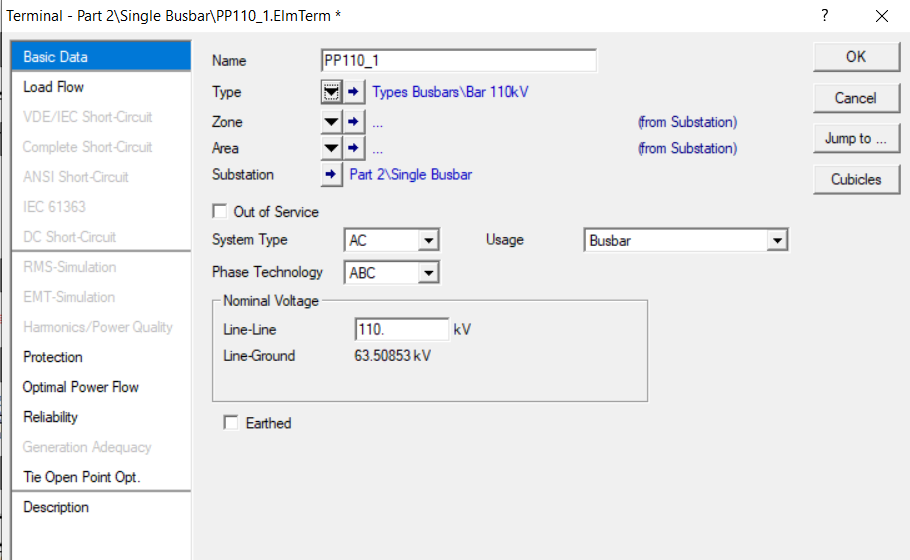 Terminal - Part 2\Single Busbar\PP110_1.ElmTerm *
?
Basic Data
Load Flow
VDE/IEC Short-Circuit
Complete Short-Circuit
ANSI Short-Circuit
IEC 61363
DC Short-Circuit
RMS-Simulation
EMT-Simulation
Harmonics/Power Quality
Protection
Optimal Power Flow
Reliability
Generation Adequacy
Tie Open Point Opt.
Description
Name PP110_1
Type Types Busbars\Bar 110kV
Zone ... (from Substation)
Area ... (from Substation)
Substation Part 2\Single Busbar
Out of Service
System Type AC Usage Busbar
Phase Technology ABC
Nominal Voltage
Line-Line 110. kV
Line-Ground 63.50853 kV
Earthed
OK
Cancel
Jump to ...
Cubicles